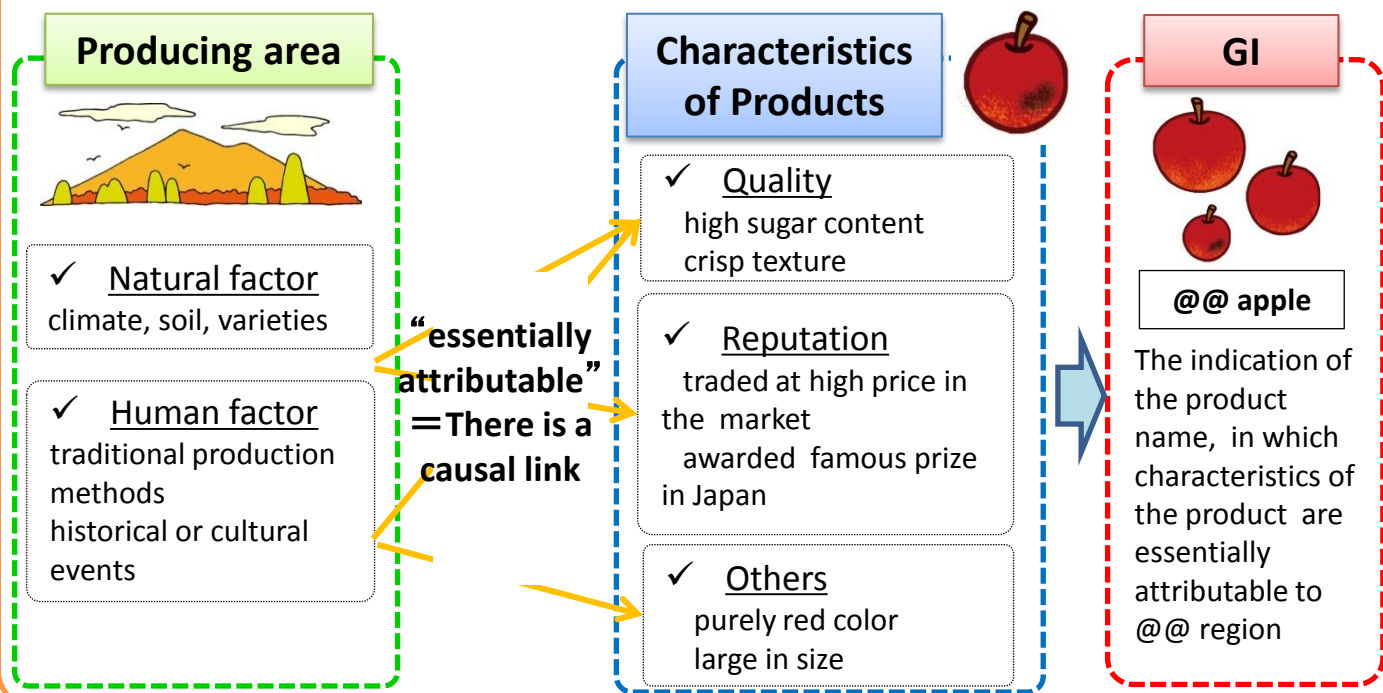 Producing area
✓ Natural factor
climate, soil, varieties
✓ Human factor
traditional production
methods
historical or cultural
events
“essentially
attributable”
＝There is a
causal link
Characteristics
of Products
✓ Quality
high sugar content
crisp texture
✓ Reputation
traded at high price in
the market
awarded famous prize
in Japan
✓ Others
purely red color
large in size
GI
@@ apple
The indication of
the product
name, in which
characteristics of
the product are
essentially
attributable to
@@ region